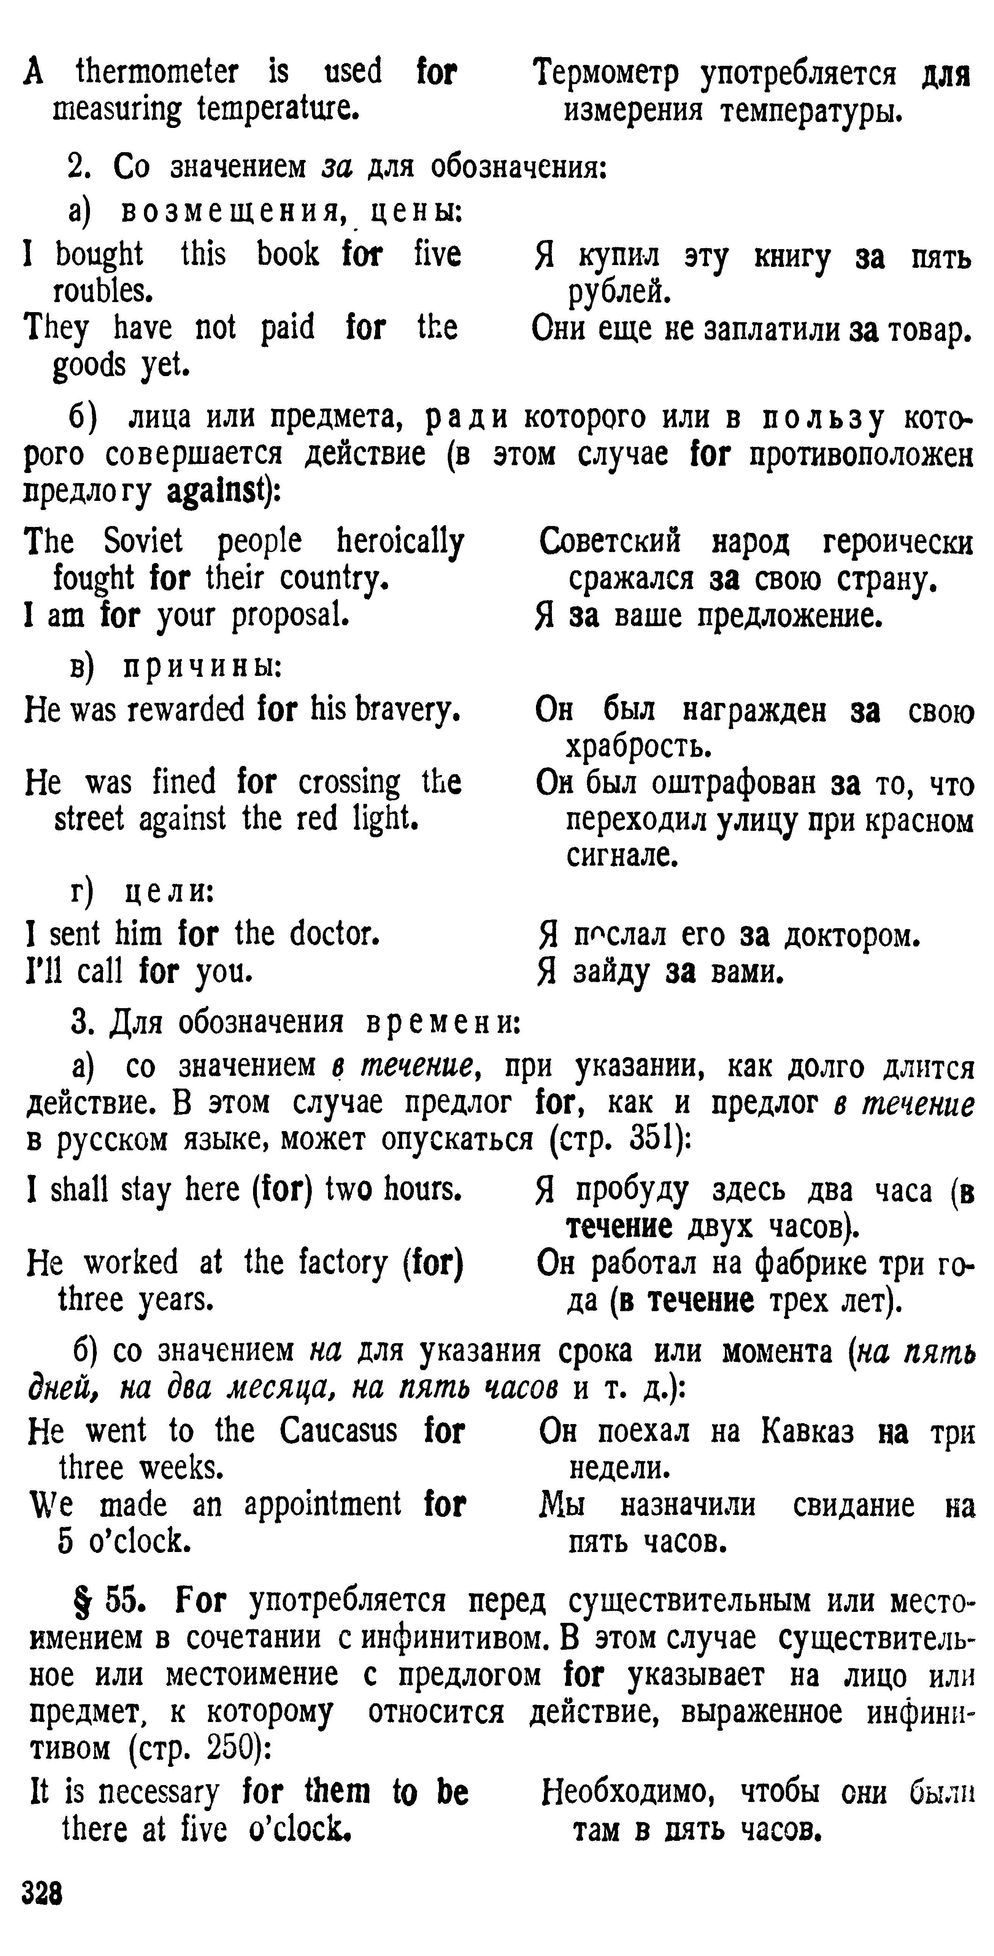 A thermometer is used for
measuring temperature.
Термометр употребляется для
измерения температуры.
2. Со значением за для обозначения:
а) возмещения, цены:
I bought this book for five
roubles.
Я купил эту книгу за пять
рублей.
They have not paid for the
goods yet.
Они еще не заплатили за товар.
б) лица или предмета, ради которого или в пользу кото-
рого совершается действие (в этом случае for противоположен
предлогу against):
The Soviet people heroically
fought for their country.
Советский народ героически
сражался за свою страну.
I am for your proposal.
Я за ваше предложение.
в) причины:
He was rewarded for his bravery.
Он был награжден за свою
храбрость.
He was fined for crossing the
street against the red light.
Он был оштрафован за то, что
переходил улицу при красном
сигнале.
г) цели:
I sent him for the doctor.
Я послал его за доктором.
I'll call for you.
Я зайду за вами.
3. Для обозначения времени:
а) со значением в течение, при указании, как долго длится
действие. В этом случае предлог for, как и предлог в течение
в русском языке, может опускаться (стр. 351):
I shall stay here (for) two hours.
Я пробуду здесь два часа (в
течение двух часов).
He worked at the factory (for)
three years.
Он работал на фабрике три го-
да (в течение трех лет).
б) со значением на для указания срока или момента (на пять
дней, на два месяца, на пять часов и т. д.):
He went to the Caucasus for
three weeks.
Он поехал на Кавказ на три
недели.
We made an appointment for
5 o'clock.
Мы назначили свидание на
пять часов.
§ 55. For употребляется перед существительным или место-
имением в сочетании с инфинитивом. В этом случае существитель-
ное или местоимение с предлогом for указывает на лицо или
предмет, к которому относится действие, выраженное инфини-
тивом (стр. 250):
It is necessary for them to be
there at five o'clock.
Необходимо, чтобы они были
там в пять часов.
328